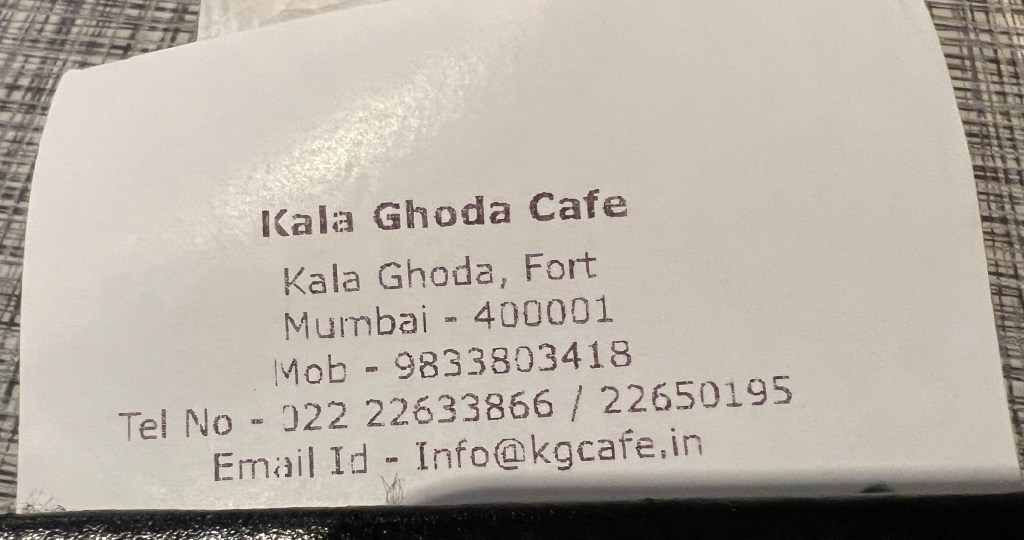 Kala Ghoda Cafe
Kala Ghoda, Fort
Mumbai - 400001
Mob - 9833803418
Tel No - 022 22633866 / 22650195
Email Id - Info@kgcafe.in